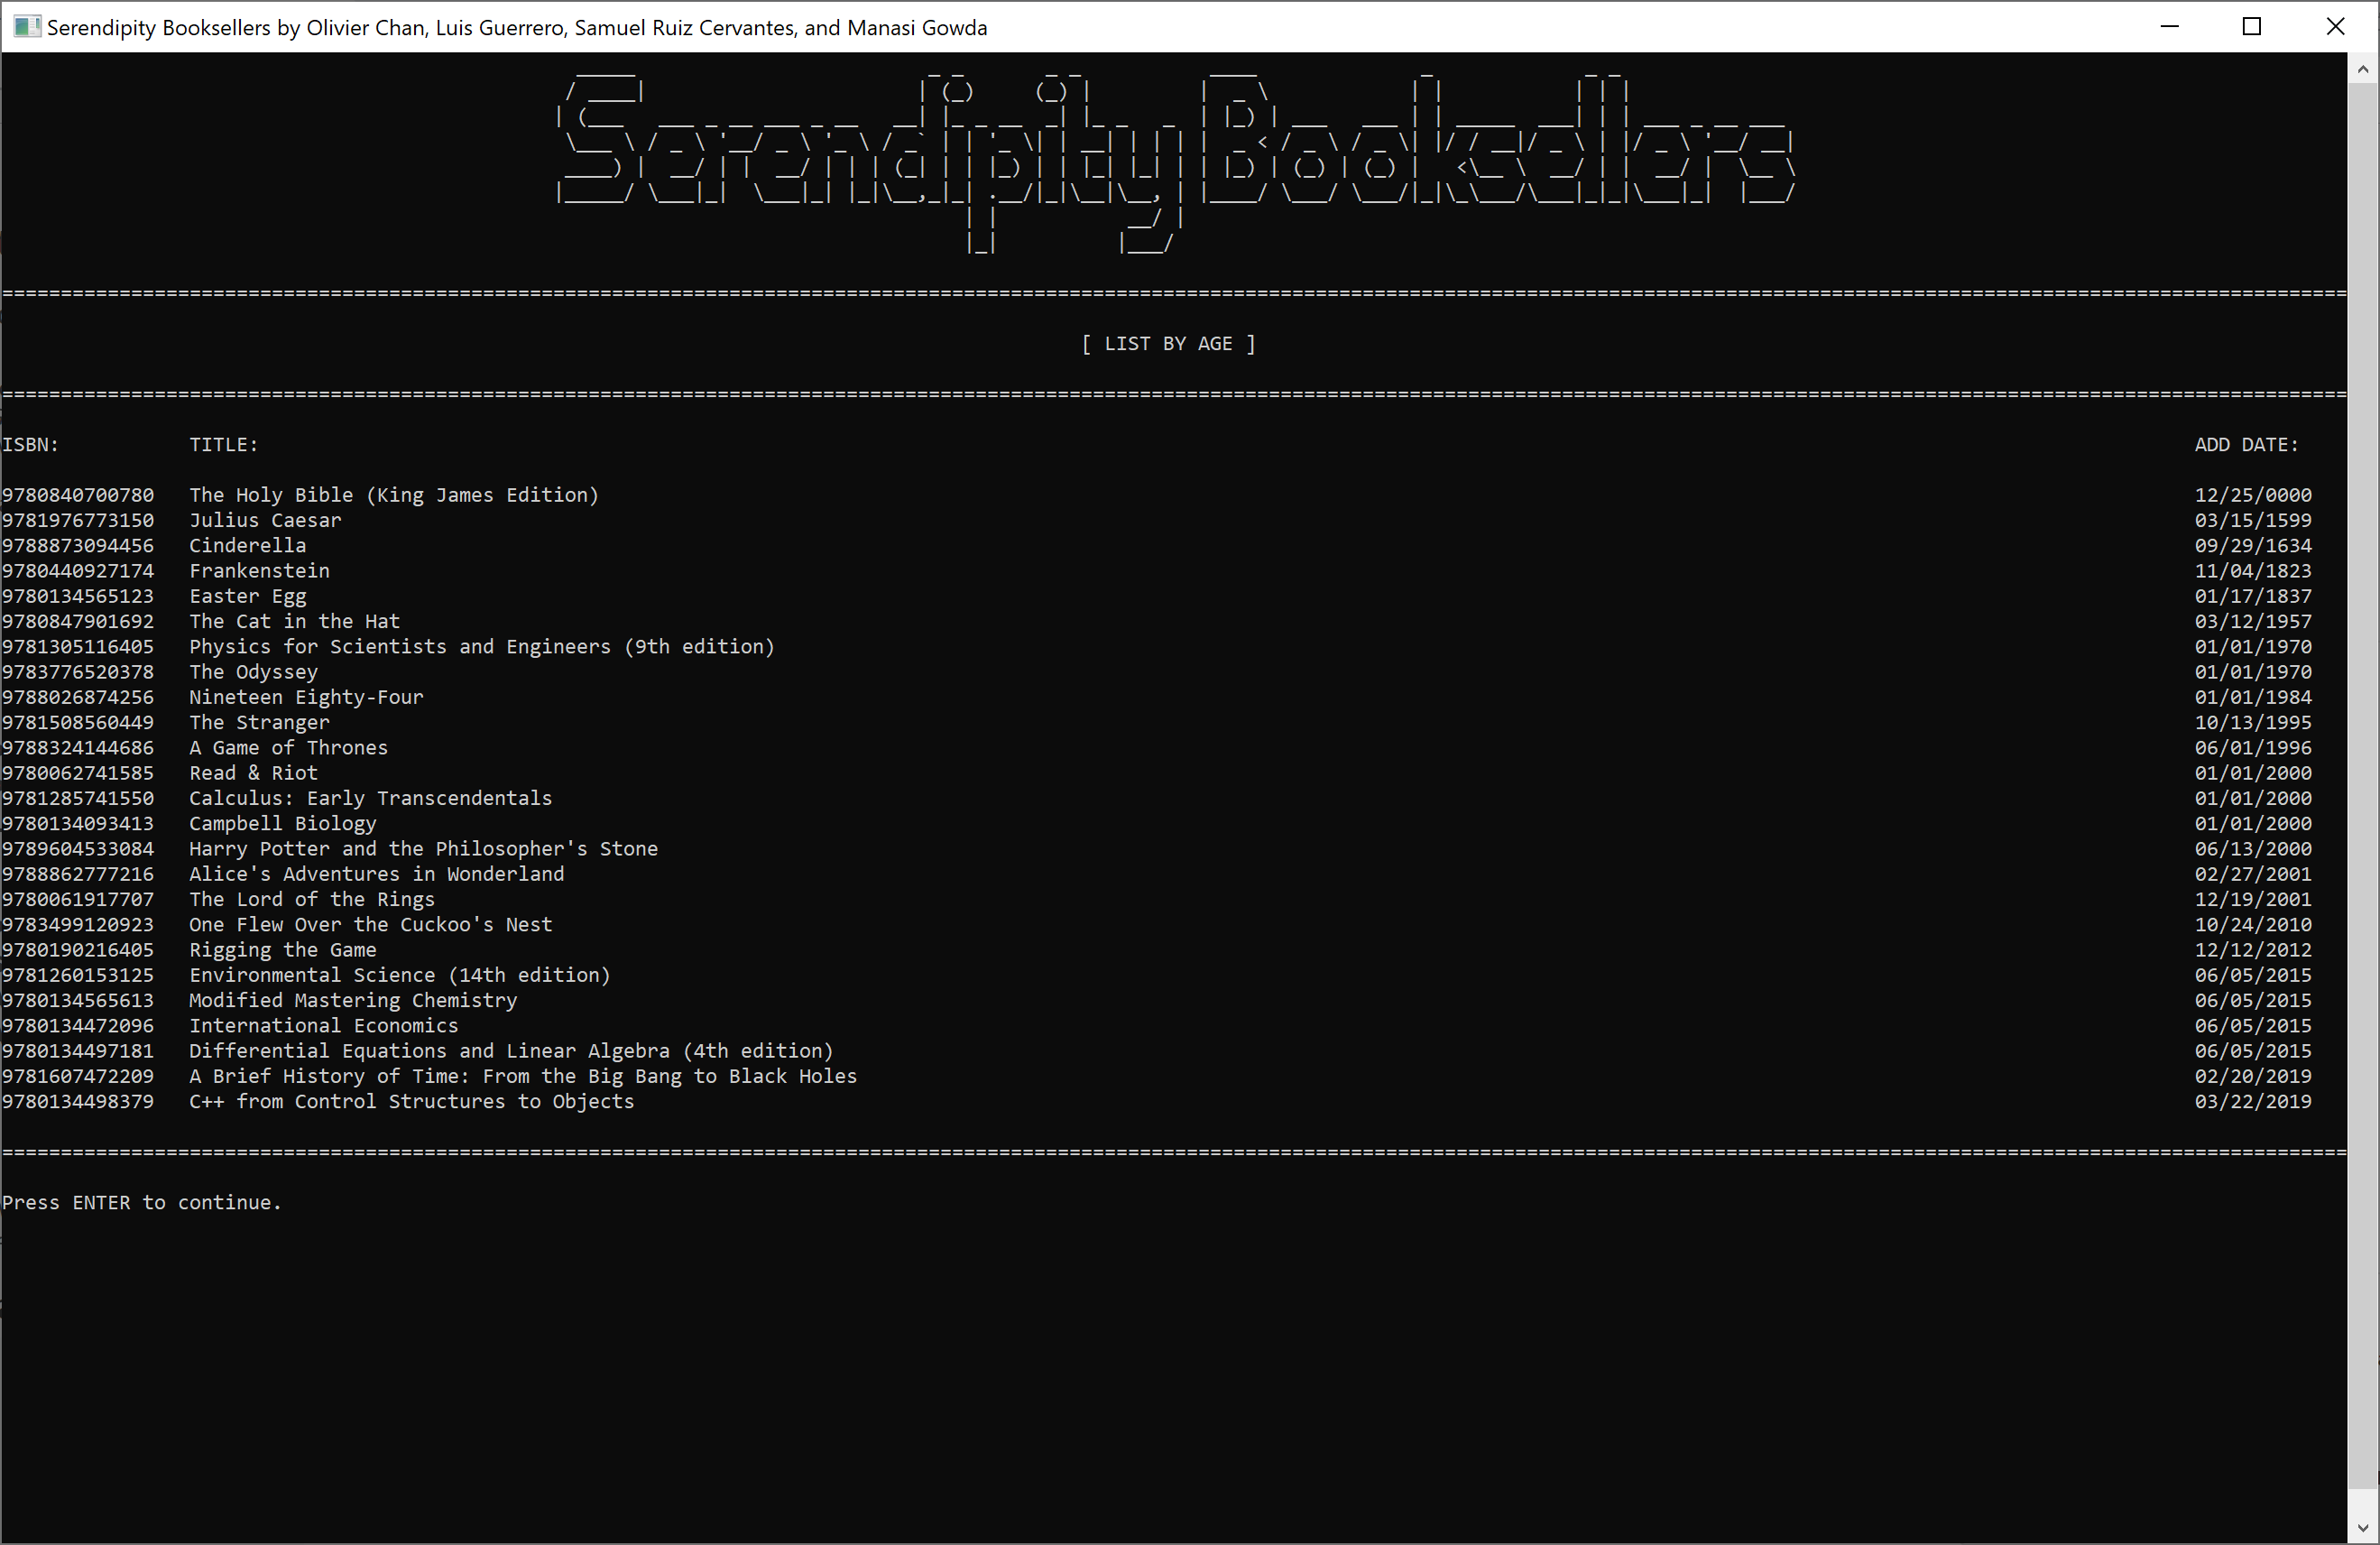 Serendipity Booksellers by Olivier Chan, Luis Guerrero, Samuel Ruiz Cervantes, and Manasi Gowda
Serendipity Booksellers
[ LIST BY AGE ]
ISBN: TITLE: ADD DATE:
9780840700780 The Holy Bible (King James Edition) 12/25/0000
9781976773150 Julius Caesar 03/15/1599
9788873094456 Cinderella 09/29/1634
9780440927174 Frankenstein 11/04/1823
9780134565123 Easter Egg 01/17/1837
9780847901692 The Cat in the Hat 03/12/1957
9781305116405 Physics for Scientists and Engineers (9th edition) 01/01/1970
9783776520378 The Odyssey 01/01/1970
9788026874256 Nineteen Eighty-Four 01/01/1984
9781508560449 The Stranger 10/13/1995
9788324144686 A Game of Thrones 06/01/1996
9780062741585 Read & Riot 01/01/2000
9781285741550 Calculus: Early Transcendentals 01/01/2000
9780134093413 Campbell Biology 01/01/2000
9789604533084 Harry Potter and the Philosopher's Stone 06/13/2000
9788862777216 Alice's Adventures in Wonderland 02/27/2001
9780061917707 The Lord of the Rings 12/19/2001
9783499120923 One Flew Over the Cuckoo's Nest 10/24/2010
9780190216405 Rigging the Game 12/12/2012
9781260153125 Environmental Science (14th edition) 06/05/2015
9780134565613 Modified Mastering Chemistry 06/05/2015
9780134472096 International Economics 06/05/2015
9780134497181 Differential Equations and Linear Algebra (4th edition) 06/05/2015
9781607472209 A Brief History of Time: From the Big Bang to Black Holes 02/20/2019
9780134498379 C++ from Control Structures to Objects 03/22/2019
Press ENTER to continue.